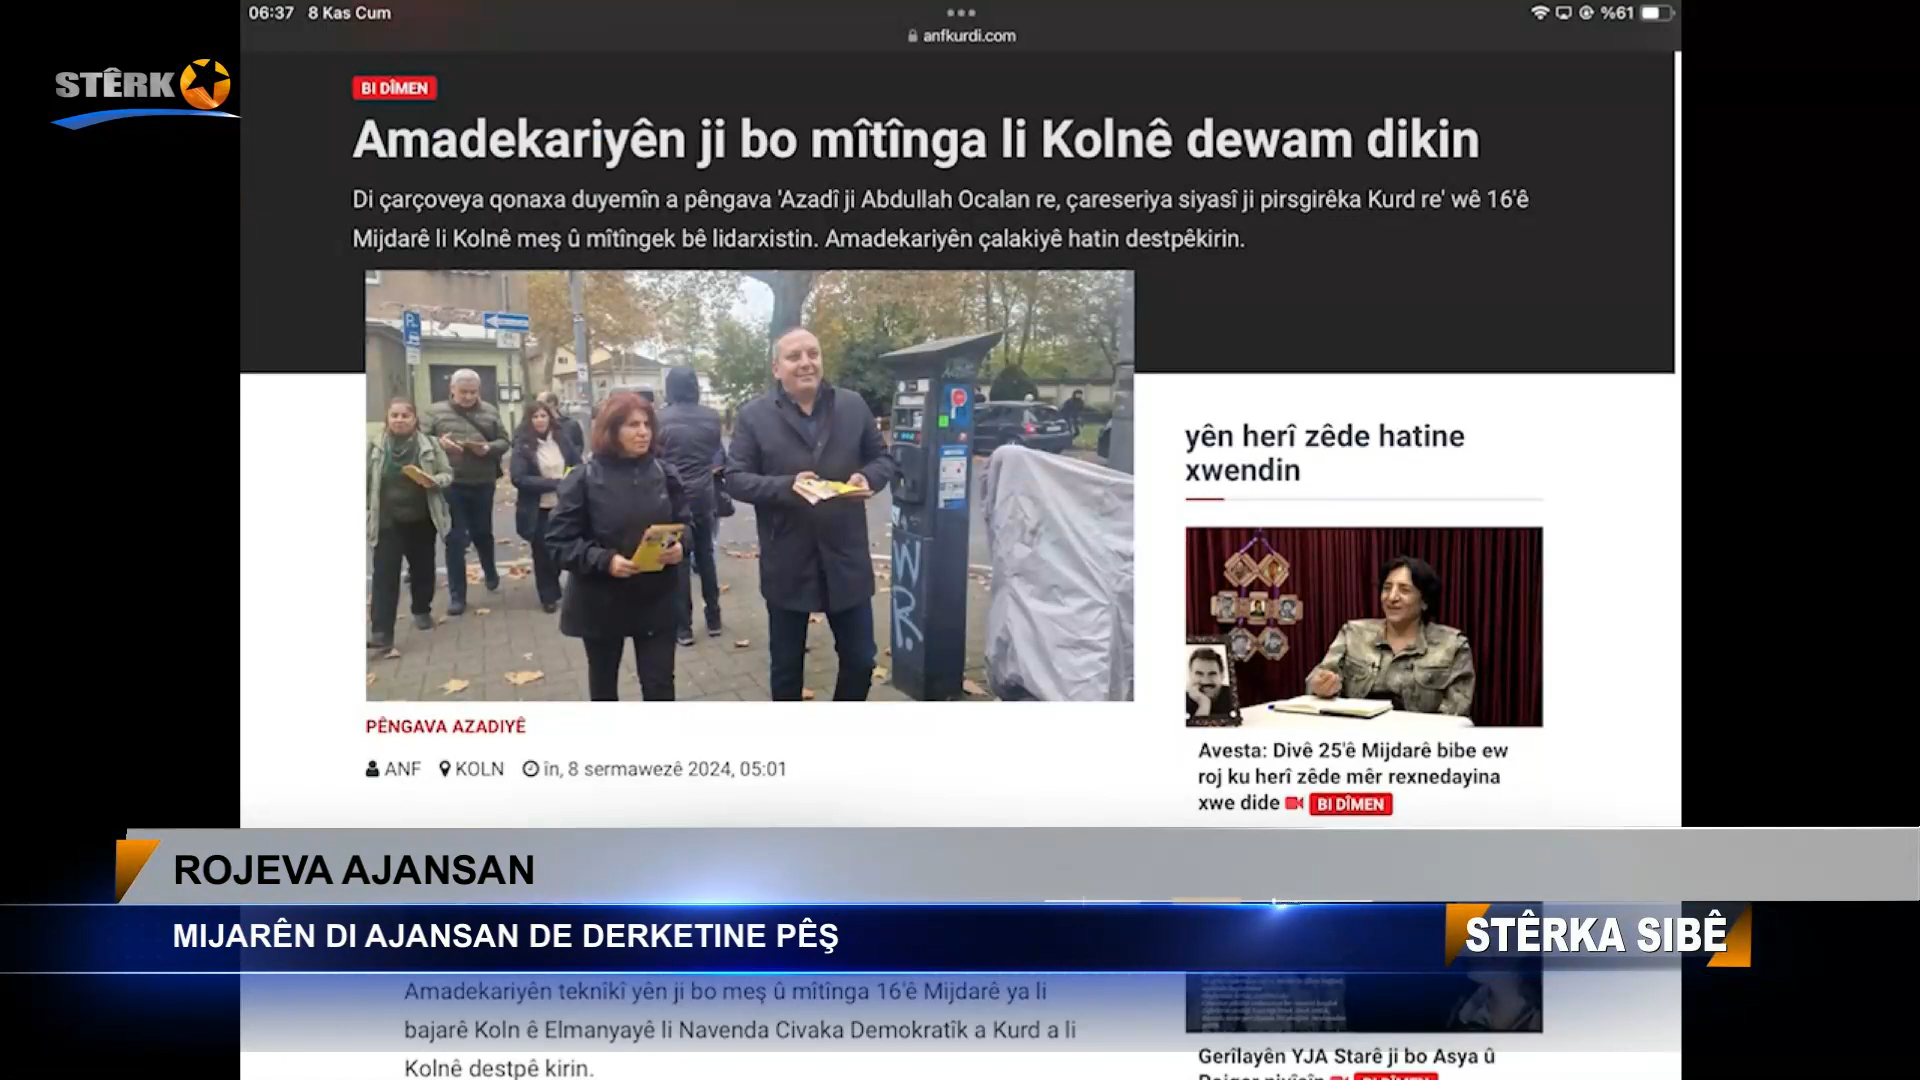 06:37 8 Kas Cum
anfkurdi.com
%61
STÊRK
BI DÎMEN
Amadekariyên ji bo mîtînga li Kolnê dewam dikin
Di çarçoveya qonaxa duyemîn a pêngava 'Azadî ji Abdullah Ocalan re, çareseriya siyasî ji pirsgirêka Kurd re' wê 16'ê
Mijdarê li Kolnê meş û mîtîngek bê lidarxistin. Amadekariyên çalakiyê hatin destpêkirin.
P
W
R.
PÊNGAVA AZADIYÊ
ANF KOLN în, 8 sermawezê 2024, 05:01
yên herî zêde hatine
xwendin
Avesta: Divê 25'ê Mijdarê bibe ew
roj ku herî zêde mêr rexnedayina
xwe dide BI DÎMEN
ROJEVA AJANSAN
MIJARÊN DI AJANSAN DE DERKETINE PÊŞ
STÊRKA SIBÊ
Amadekariyên teknîkî yên ji bo meş û mîtînga 16'ê Mijdarê ya li
bajarê Koln ê Elmanyayê li Navenda Civaka Demokratîk a Kurd a li
Kolnê destpê kirin.
Gerîlayên YJA Starê ji bo Asya û